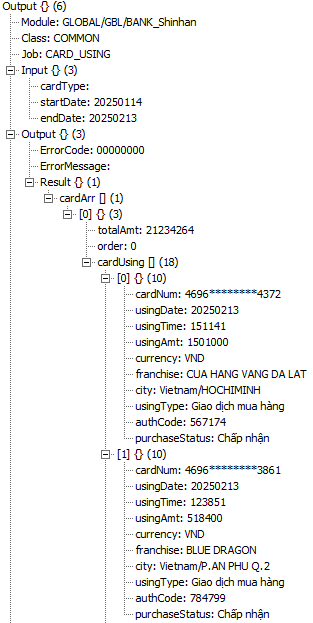 Output {} (6)
Module: GLOBAL/GBL/BANK_Shinhan
Class: COMMON
Job: CARD_USING
Input {} (3)
cardType:
startDate: 20250114
endDate: 20250213
Output {} (3)
ErrorCode: 00000000
ErrorMessage:
Result {} (1)
cardArr [] (1)
[0] {} (3)
totalAmt: 21234264
order: 0
cardUsing [] (18)
[0] {} (10)
cardNum: 4696********4372
usingDate: 20250213
usingTime: 151141
usingAmt: 1501000
currency: VND
franchise: CUA HANG VANG DA LAT
city: Vietnam/HOCHIMINH
usingType: Giao dịch mua hàng
authCode: 567174
purchaseStatus: Chấp nhận
[1] {} (10)
cardNum: 4696********3861
usingDate: 20250213
usingTime: 123851
usingAmt: 518400
currency: VND
franchise: BLUE DRAGON
city: Vietnam/P.AN PHU Q.2
usingType: Giao dịch mua hàng
authCode: 784799
purchaseStatus: Chấp nhận